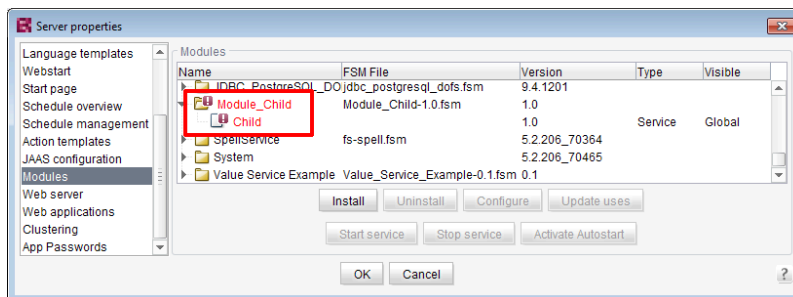 Server properties
Language templates
Webstart
Start page
Schedule overview
Schedule management
Action templates
JAAS configuration
Modules
Web server
Web applications
Clustering
App Passwords
Modules
Name FSM File Version Type Visible
JDBC_PostgreSQL_DO jdbc_postgresql_dofs.fsm 9.4.1201
Module_Child Module_Child-1.0.fsm 1.0
Child 1.0 Service Global
SpellService fs-spell.fsm 5.2.206_70364
System 5.2.206_70465
Value Service Example Value_Service_Example-0.1.fsm 0.1
Install Uninstall Configure Update uses
Start service Stop service Activate Autostart
OK Cancel ?